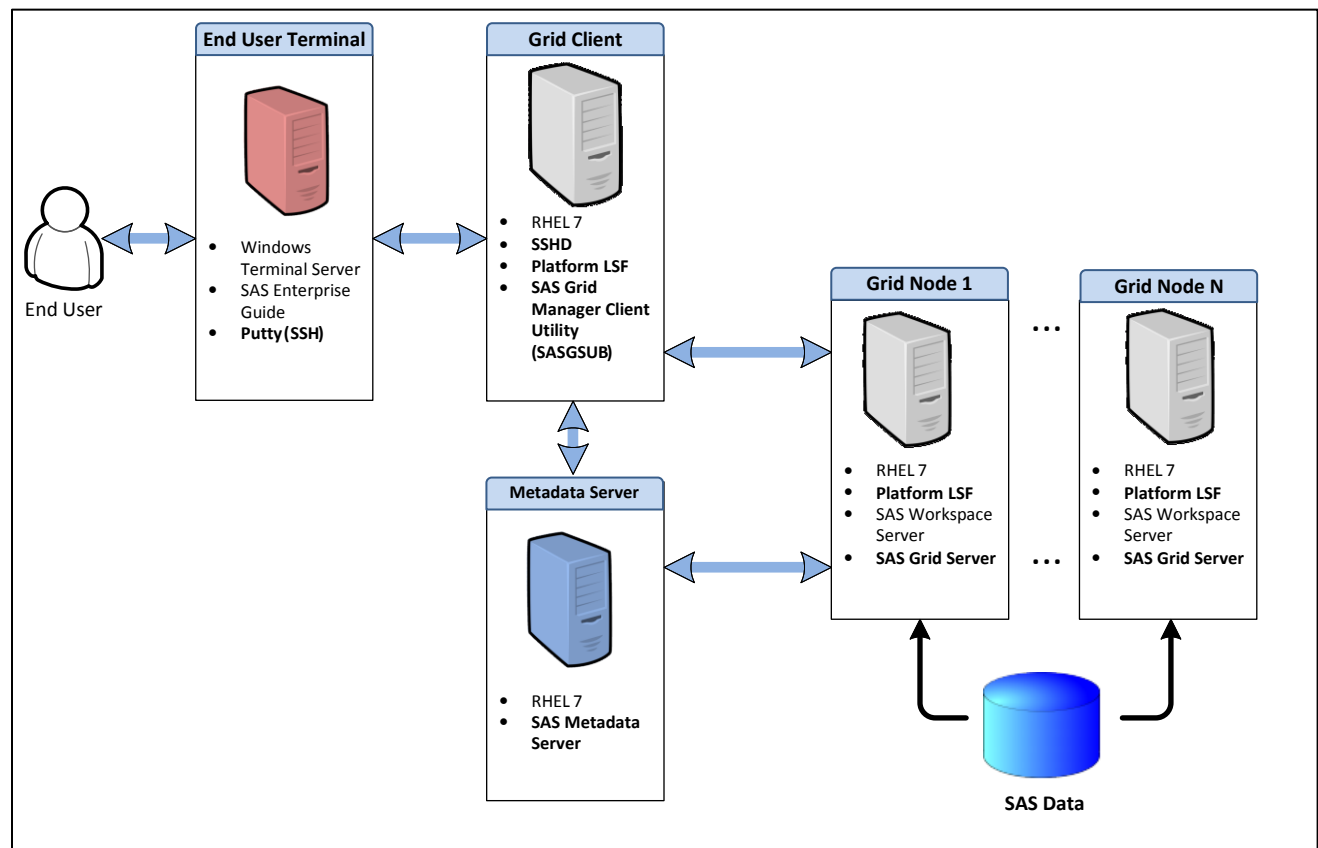 End User Terminal
Windows
Terminal Server
SAS Enterprise
Guide
Putty (SSH)
End User
Grid Client
RHEL 7
SSHD
Platform LSF
SAS Grid
Manager Client
Utility
(SASGSUB)
Metadata Server
RHEL 7
SAS Metadata
Server
Grid Node 1
RHEL 7
Platform LSF
SAS Workspace
Server
SAS Grid Server
...
...
Grid Node N
RHEL 7
Platform LSF
SAS Workspace
Server
SAS Grid Server
SAS Data